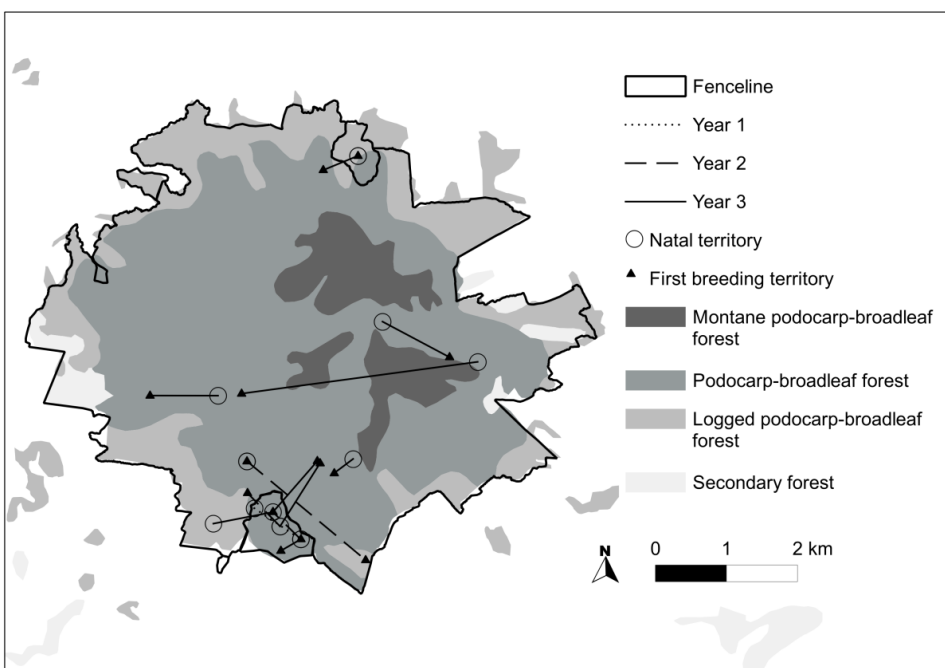 Fenceline
Year 1
Year 2
Year 3
Natal territory
First breeding territory
Montane podocarp-broadleaf
forest
Podocarp-broadleaf forest
Logged podocarp-broadleaf
forest
Secondary forest
N
0 1 2 km